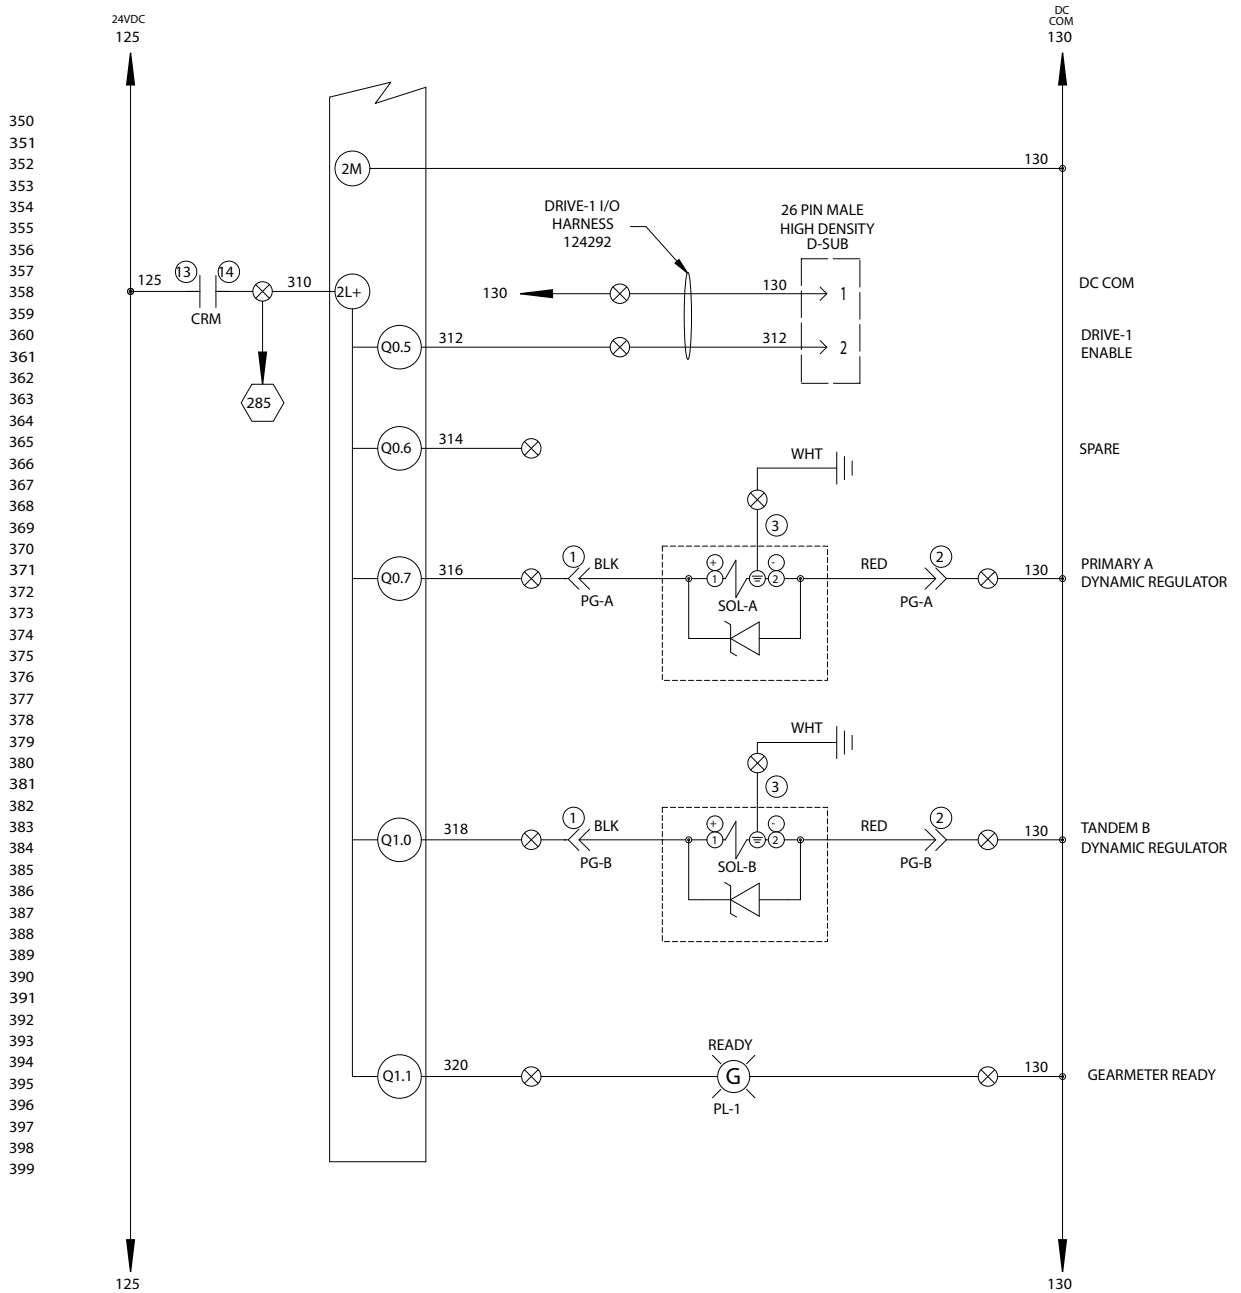 24VDC
125
DC
COM
130
350
351
352
353
354
355
356
357
358
359
360
361
362
363
364
365
366
367
368
369
370
371
372
373
374
375
376
377
378
379
380
381
382
383
384
385
386
387
388
389
390
391
392
393
394
395
396
397
398
399
2M
130
DRIVE-1 I/O
HARNESS
124292
26 PIN MALE
HIGH DENSITY
D-SUB
125
13
14
CRM
310
2L+
285
130
130
1
DC COM
Q0.5
312
312
2
DRIVE-1
ENABLE
Q0.6
314
SPARE
WHT
3
Q0.7
316
1
BLK
PG-A
+
1
-
2
SOL-A
RED
2
PG-A
130
PRIMARY A
DYNAMIC REGULATOR
WHT
3
Q1.0
318
1
BLK
PG-B
+
1
-
2
SOL-B
RED
2
PG-B
130
TANDEM B
DYNAMIC REGULATOR
Q1.1
320
READY
G
PL-1
130
GEARMETER READY
125
130